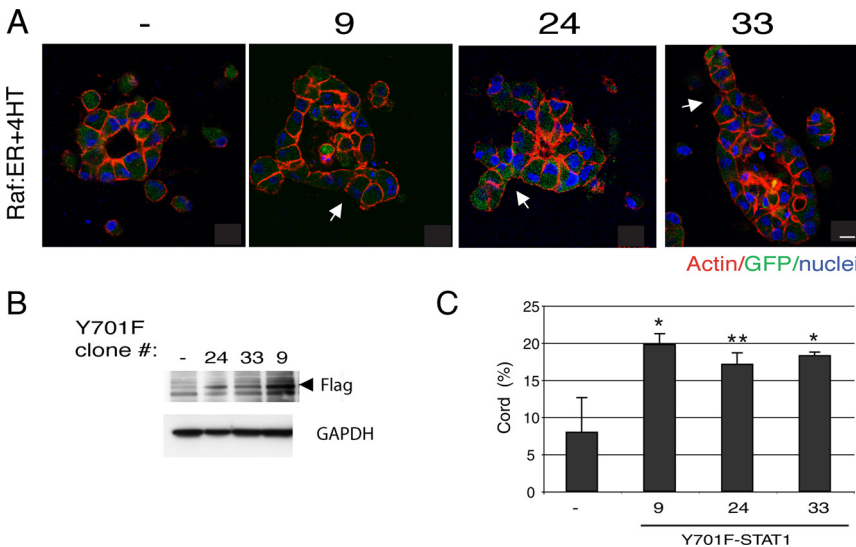 A
- 9 24 33
Raf:ER+4HT
Actin/GFP/nuclei
B
Y701F
clone #: - 24 33 9
Flag
GAPDH
C
Cord (%)
25
20
15
10
5
0
* ** *
- 9 24 33
Y701F-STAT1